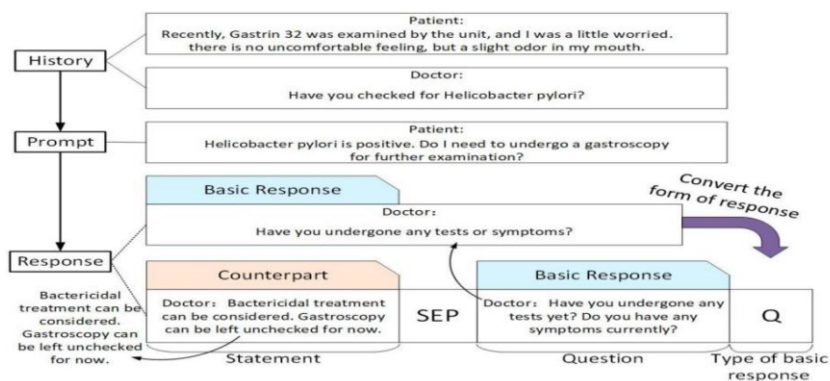 Patient:
Recently, Gastrin 32 was examined by the unit, and I was a little worried.
there is no uncomfortable feeling, but a slight odor in my mouth.
History
Doctor:
Have you checked for Helicobacter pylori?
Patient:
Prompt
Helicobacter pylori is positive. Do I need to undergo a gastroscopy
for further examination?
Basic Response
Convert the
form of response
Doctor:
Have you undergone any tests or symptoms?
Response
Counterpart
Basic Response
Bactericidal
treatment can be
considered.
Gastroscopy can
be left unchecked
for now.
Doctor: Bactericidal treatment
can be considered. Gastroscopy
can be left unchecked for now.
SEP
Doctor: Have you undergone any
tests yet? Do you have any
symptoms currently?
Q
Statement
Question
Type of basic
response